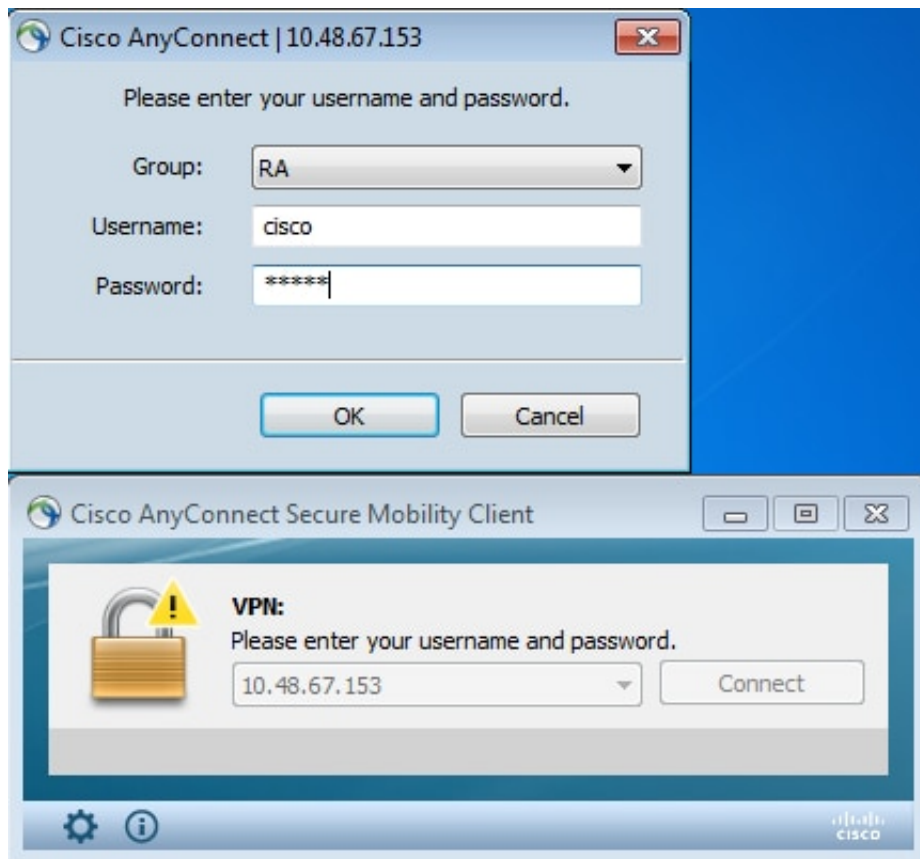 Cisco AnyConnect | 10.48.67.153
Please enter your username and password.
Group: RA
Username: cisco
Password: *****
OK Cancel
Cisco AnyConnect Secure Mobility Client
VPN:
Please enter your username and password.
10.48.67.153 Connect
CISCO